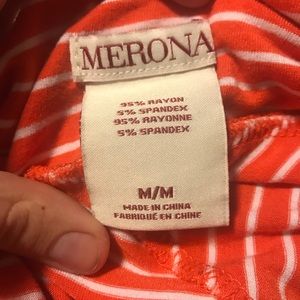 MERONA
95% RAYON
5% SPANDEX
95% RAYONNE
5% SPANDEX
M/M
MADE IN CHINA
FABRIQUÉ EN CHINE